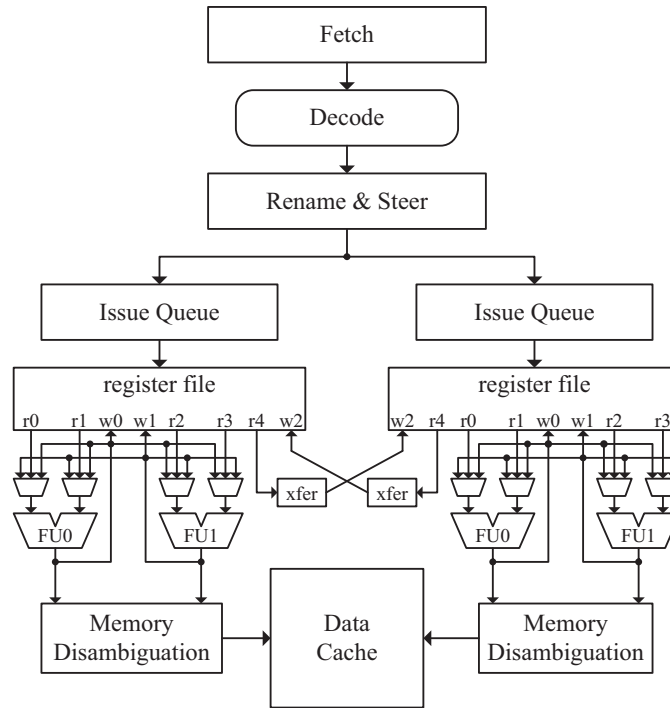 Fetch
Decode
Rename & Steer
Issue Queue Issue Queue
register file register file
r0 r1 w0 w1 r2 r3 r4 w2 w2 r4 r0 r1 w0 w1 r2 r3
xfer xfer
FU0 FU1 FU0 FU1
Memory Disambiguation
Data Cache
Memory Disambiguation